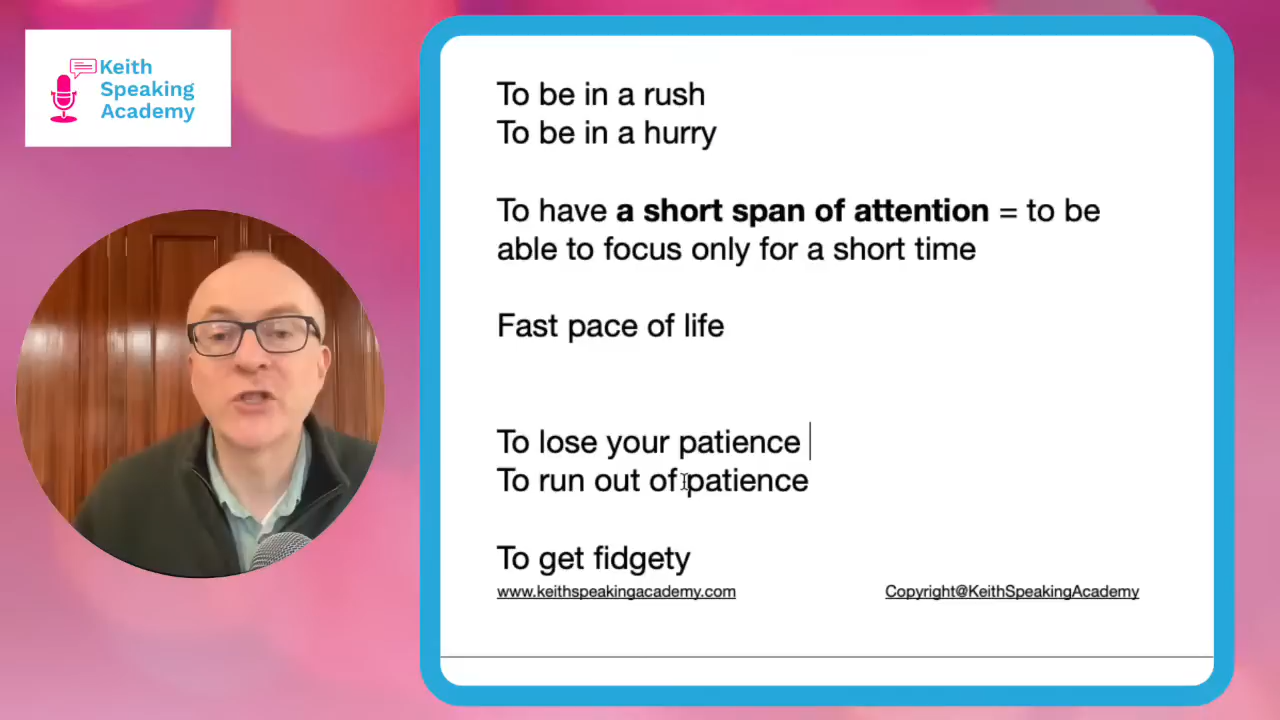 Keith
Speaking
Academy
To be in a rush
To be in a hurry
To have a short span of attention = to be
able to focus only for a short time
Fast pace of life
To lose your patience
To run out of patience
To get fidgety
www.keithspeakingacademy.com Copyright@KeithSpeakingAcademy